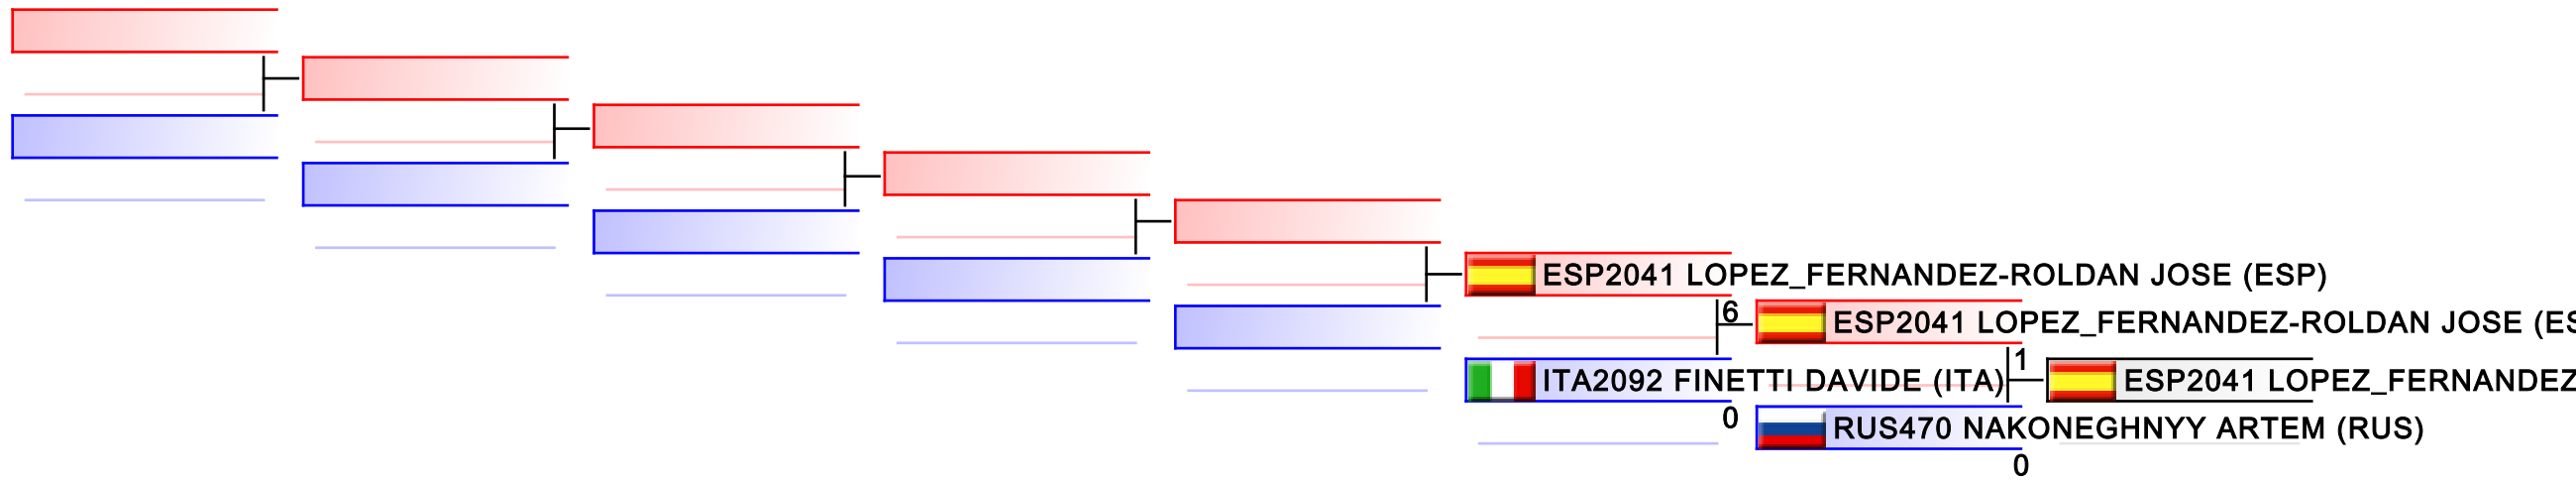 ESP2041 LOPEZ_FERNANDEZ-ROLDAN JOSE (ESP)
6
ESP2041 LOPEZ_FERNANDEZ-ROLDAN JOSE (ES
1
ITA2092 FINETTI DAVIDE (ITA)
ESP2041 LOPEZ_FERNANDEZ
0
RUS470 NAKONEGHNYY ARTEM (RUS)
0